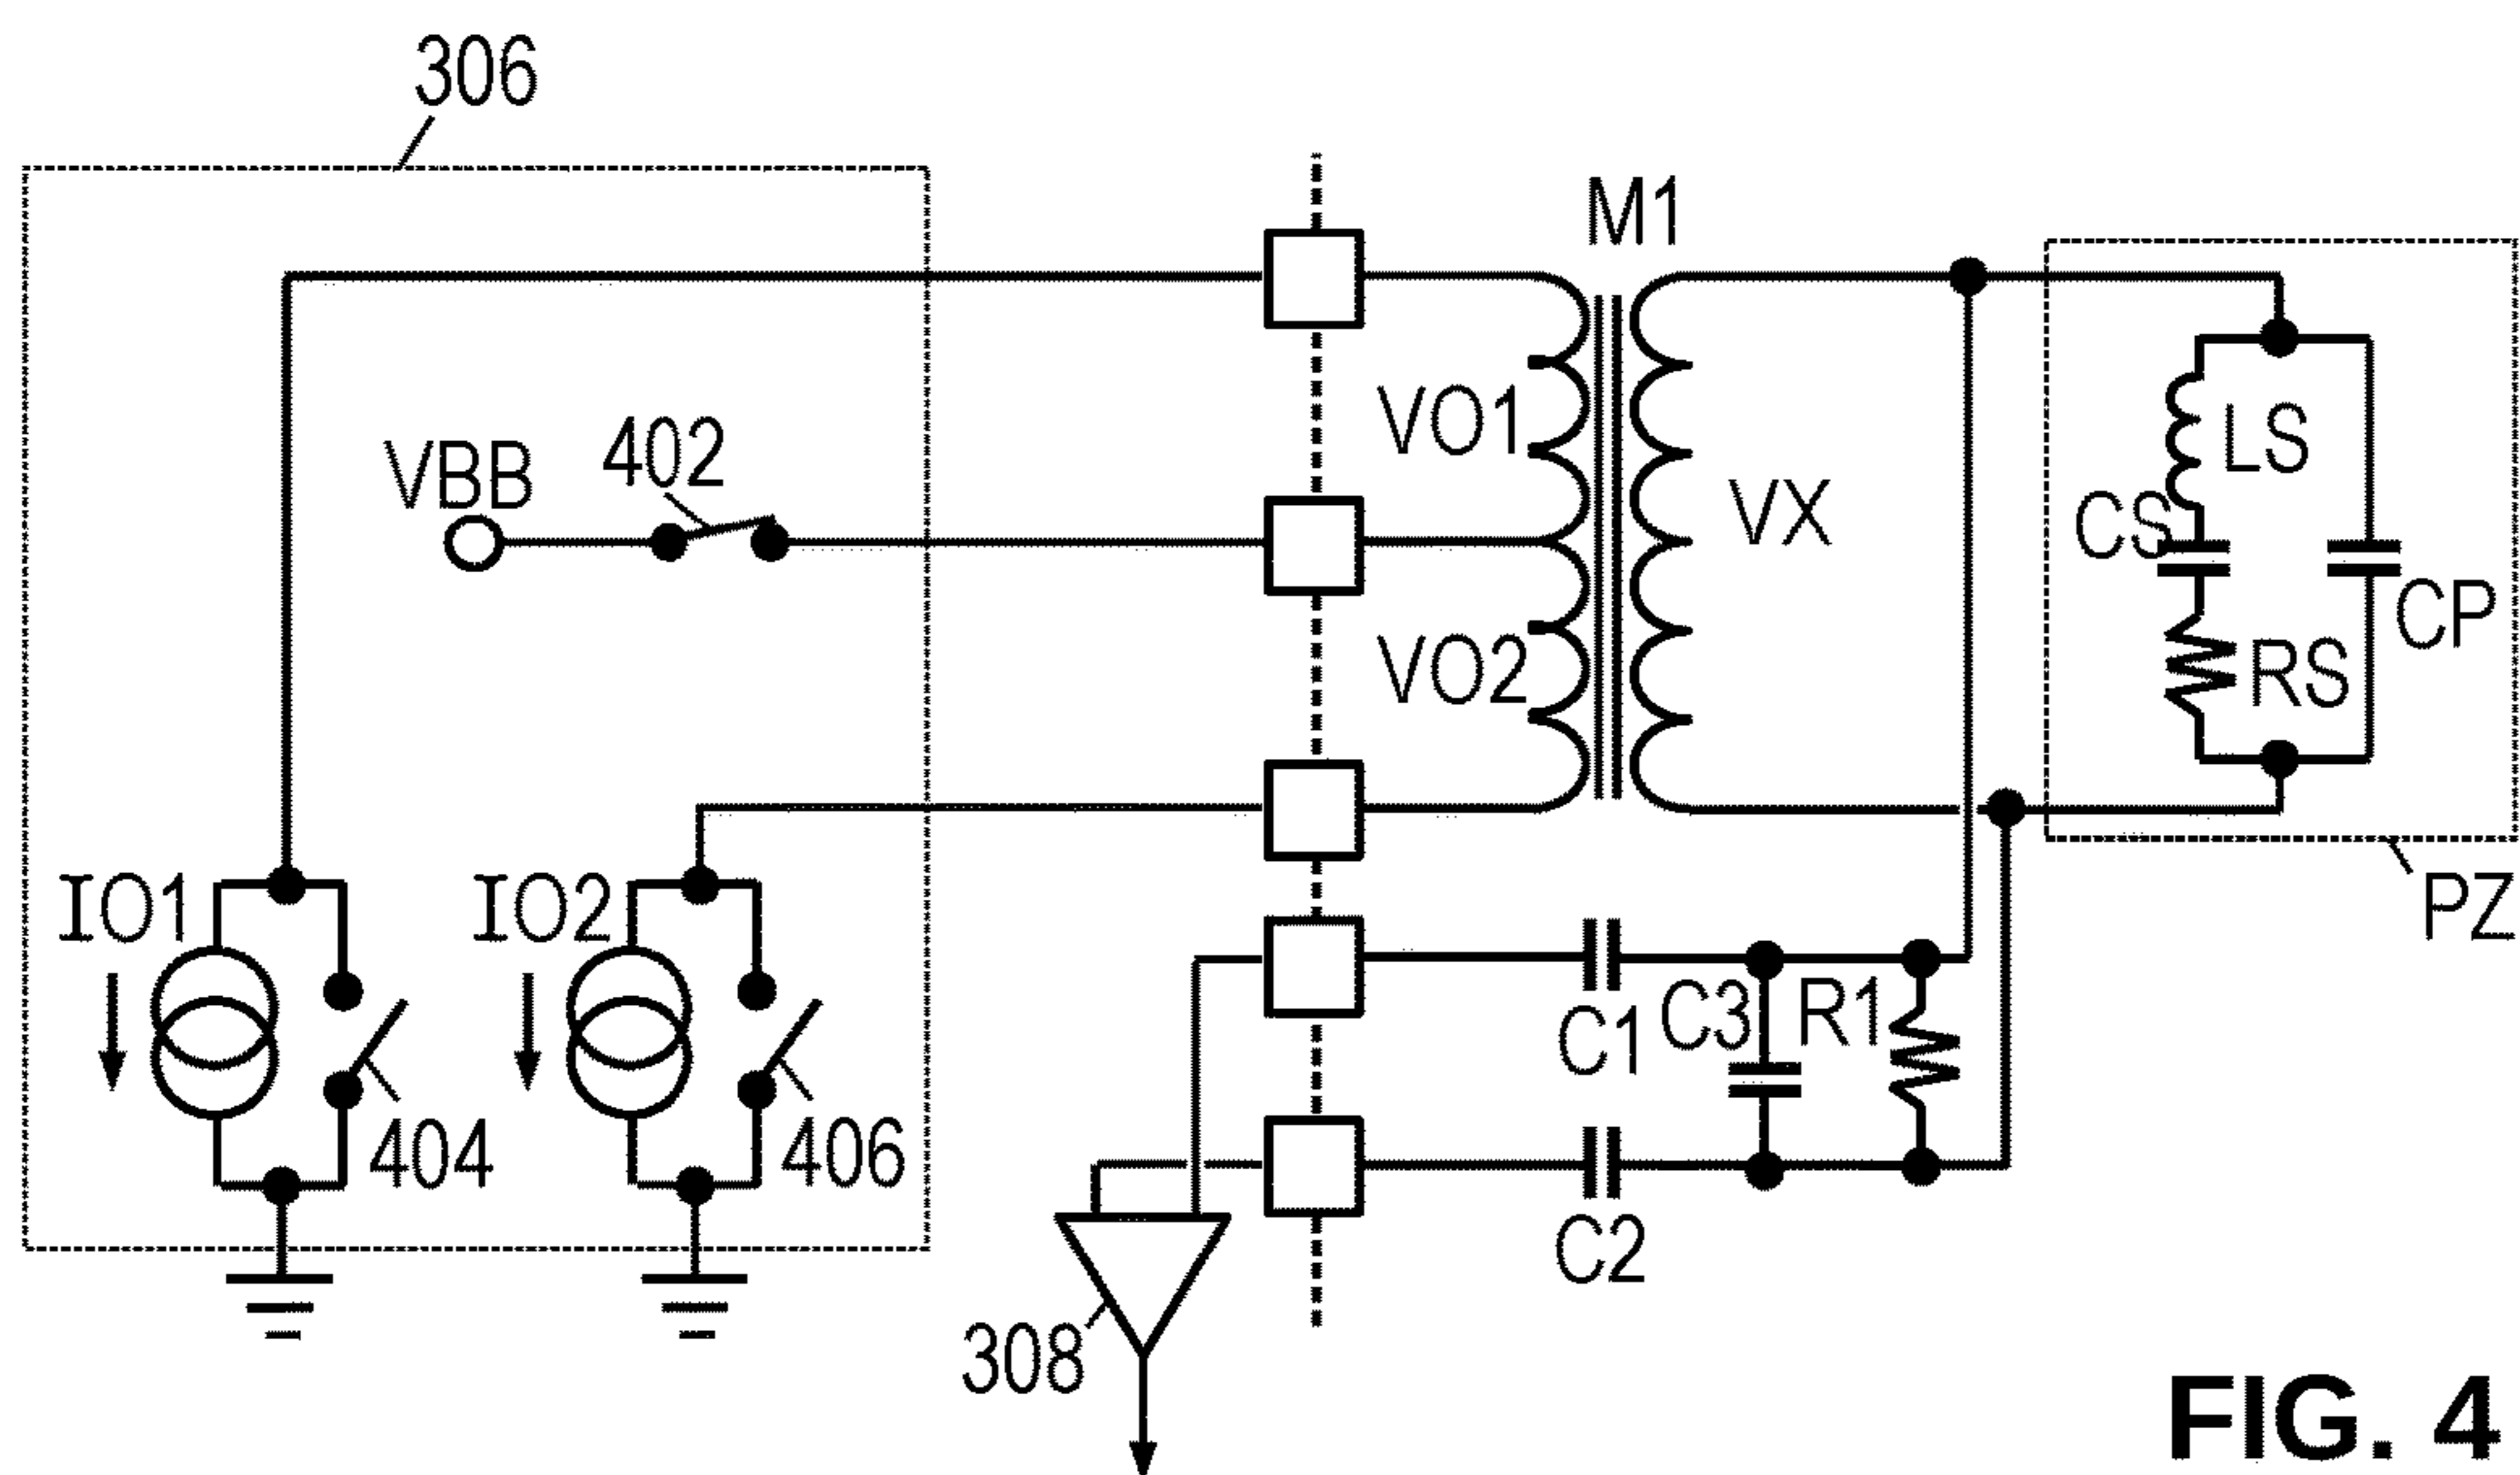 306
M1
VO1
LS
VBB
402
VX
CS
CP
VO2
RS
IO1
IO2
PZ
C3
R1
C1
404
406
C2
308
FIG. 4